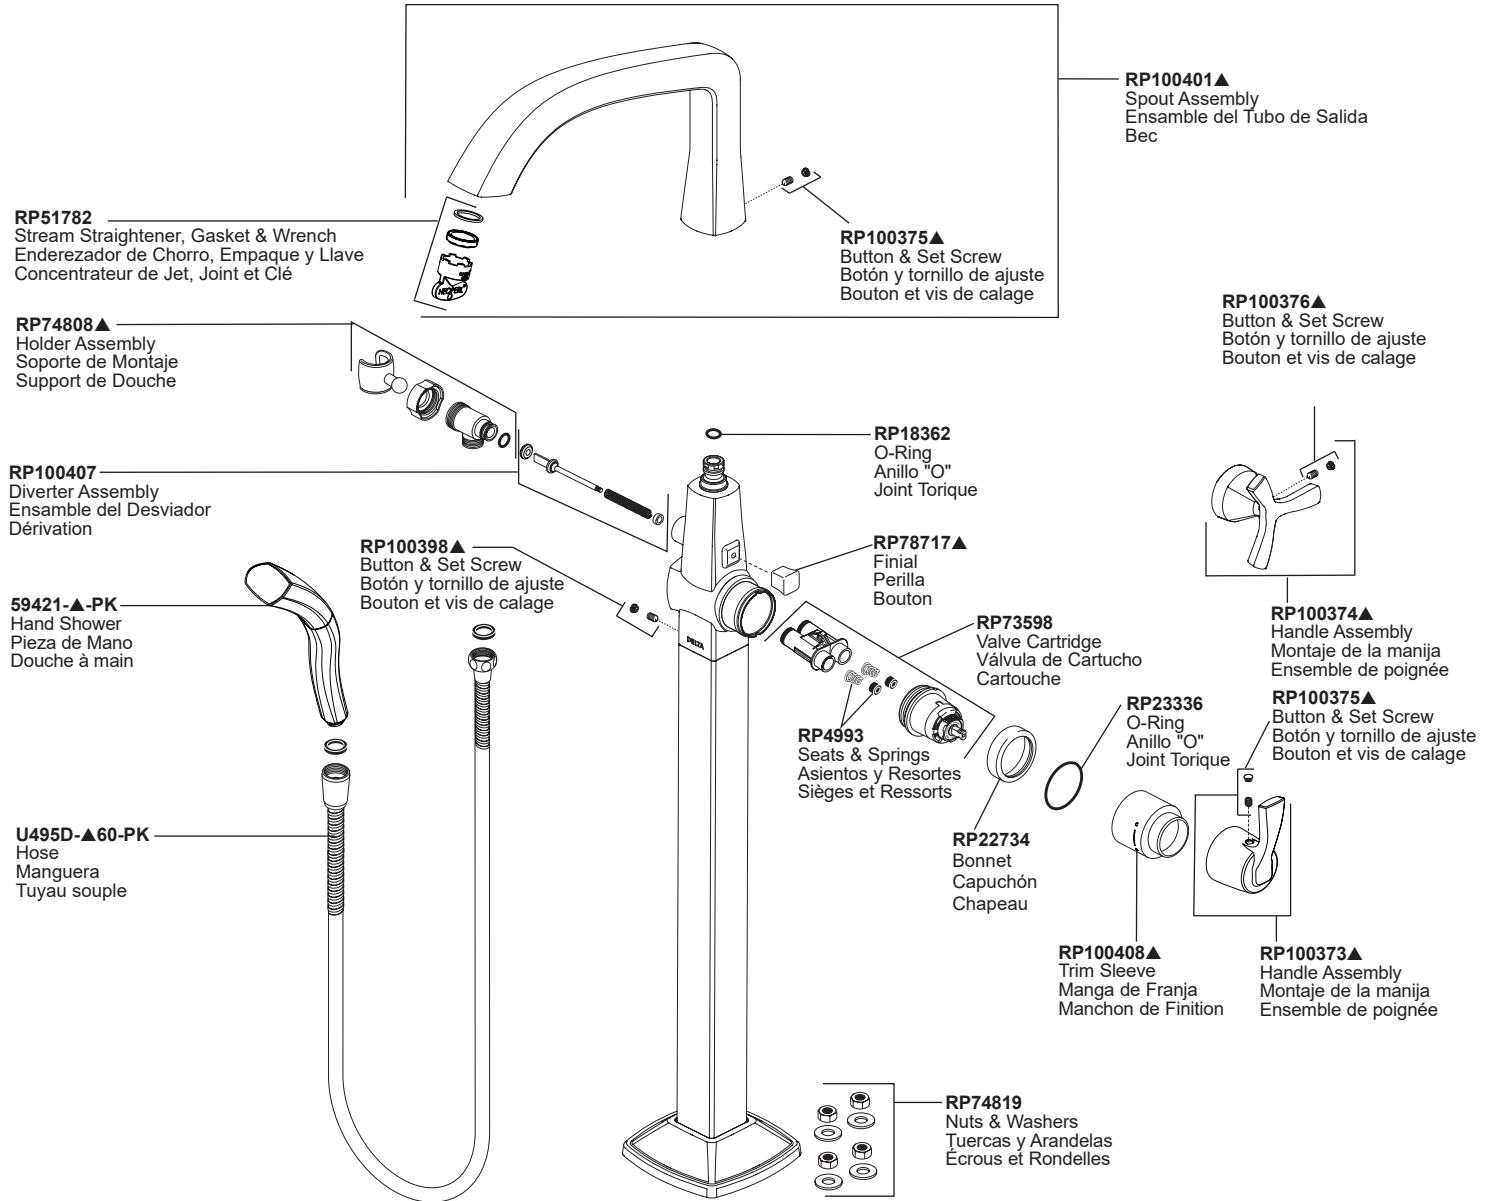 RP100401▲
Spout Assembly
Ensamble del Tubo de Salida
Bec
RP51782
Stream Straightener, Gasket & Wrench
Enderezador de Chorro, Empaque y Llave
Concentrateur de Jet, Joint et Clé
NEOPERL
RP100375▲
Button & Set Screw
Botón y tornillo de ajuste
Bouton et vis de calage
RP100376▲
Button & Set Screw
Botón y tornillo de ajuste
Bouton et vis de calage
RP74808▲
Holder Assembly
Soporte de Montaje
Support de Douche
RP18362
O-Ring
Anillo "O"
Joint Torique
RP100407
Diverter Assembly
Ensamble del Desviador
Dérivation
RP100398▲
Button & Set Screw
Botón y tornillo de ajuste
Bouton et vis de calage
RP78717▲
Finial
Perilla
Bouton
59421-▲-PK
Hand Shower
Pieza de Mano
Douche à main
DELTA
RP73598
Valve Cartridge
Válvula de Cartucho
Cartouche
RP100374▲
Handle Assembly
Montaje de la manija
Ensemble de poignée
RP100375▲
Button & Set Screw
Botón y tornillo de ajuste
Bouton et vis de calage
RP23336
O-Ring
Anillo "O"
Joint Torique
RP4993
Seats & Springs
Asientos y Resortes
Sièges et Ressorts
U495D-▲60-PK
Hose
Manguera
Tuyau souple
RP22734
Bonnet
Capuchón
Chapeau
RP100408▲
Trim Sleeve
Manga de Franja
Manchon de Finition
RP100373▲
Handle Assembly
Montaje de la manija
Ensemble de poignée
RP74819
Nuts & Washers
Tuercas y Arandelas
Écrous et Rondelles